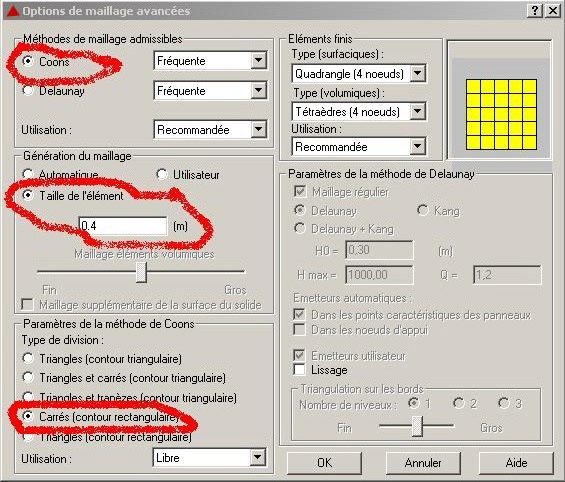 Options de maillage avancées
Méthodes de maillage admissibles
Coons Fréquente
Delaunay Fréquente
Utilisation : Recommandée
Génération du maillage
Automatique Utilisateur
Taille de l'élément
0.4 (m)
Maillage éléments volumiques
Fin Gros
Maillage supplémentaire de la surface du solide
Paramètres de la méthode de Coons
Type de division :
Triangles (contour triangulaire)
Triangles et carrés (contour triangulaire)
Triangles et trapèzes (contour triangulaire)
Carrés (contour rectangulaire)
Triangles (contour rectangulaire)
Utilisation : Libre
Eléments finis
Type (surfaciques) :
Quadrangle (4 noeuds)
Type (volumiques) :
Tétraèdres (4 noeuds)
Utilisation :
Recommandée
Paramètres de la méthode de Delaunay
Maillage régulier
Delaunay Kang
Delaunay + Kang
H0 = 0,30 (m)
H max = 1000,00 Q = 1,2
Emetteurs automatiques :
Dans les points caractéristiques des panneaux
Dans les noeuds d'appui
Emetteurs utilisateur
Lissage
Triangulation sur les bords
Nombre de niveaux : 1 2 3
Fin Gros
OK Annuler Aide